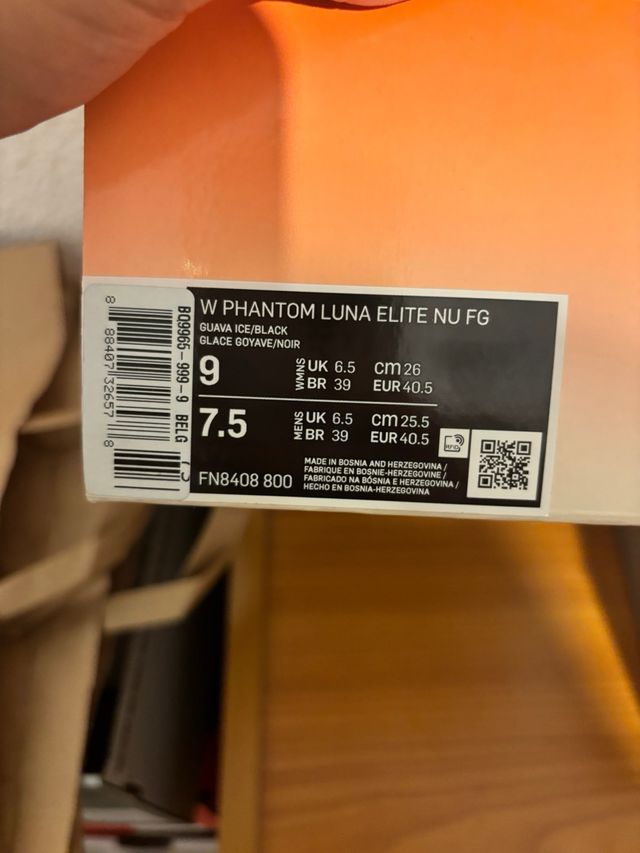 W PHANTOM LUNA ELITE NU FG
GUAVA ICE/BLACK
GLACE GOYAVE/NOIR
9
WMNS
UK 6.5 CM 26
BR 39 EUR 40.5
7.5
MENS
UK 6.5 CM 25.5
BR 39 EUR 40.5
RFID
FN8408 800
MADE IN BOSNIA AND HERZEGOVINA /
FABRIQUE EN BOSNIE-HERZEGOVINE /
FABRICADO NA BÓSNIA E HERZEGOVINA /
HECHO EN BOSNIA-HERZEGOVINA
8 88407 32657 8
BQ9965-999-9 BELG